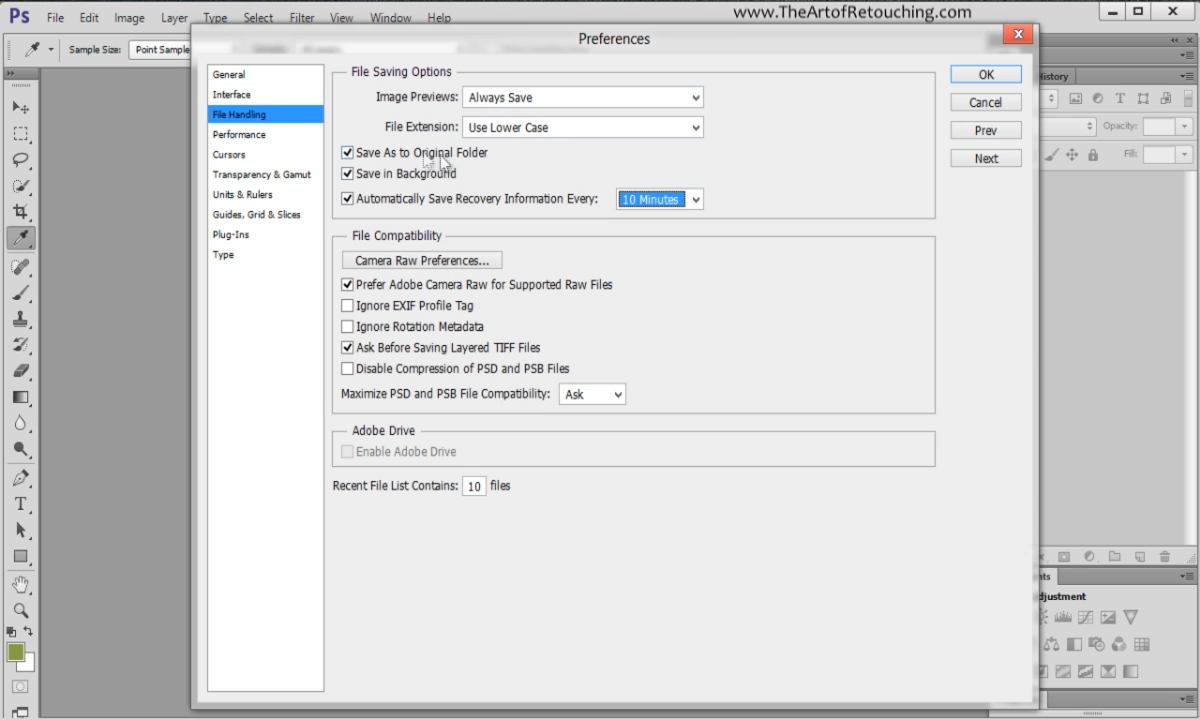 www.TheArtofRetouching.com
Ps File Edit Image Layer Type Select Filter View Window Help
Sample Size: Point Sample
Preferences
General
Interface
File Handling
Performance
Cursors
Transparency & Gamut
Units & Rulers
Guides, Grid & Slices
Plug-Ins
Type
File Saving Options
Image Previews: Always Save
File Extension: Use Lower Case
Save As to Original Folder
Save in Background
Automatically Save Recovery Information Every: 10 Minutes
File Compatibility
Camera Raw Preferences...
Prefer Adobe Camera Raw for Supported Raw Files
Ignore EXIF Profile Tag
Ignore Rotation Metadata
Ask Before Saving Layered TIFF Files
Disable Compression of PSD and PSB Files
Maximize PSD and PSB File Compatibility: Ask
Adobe Drive
Enable Adobe Drive
Recent File List Contains: 10 files
OK
Cancel
Prev
Next
History
Opacity:
Fill:
nts
djustment